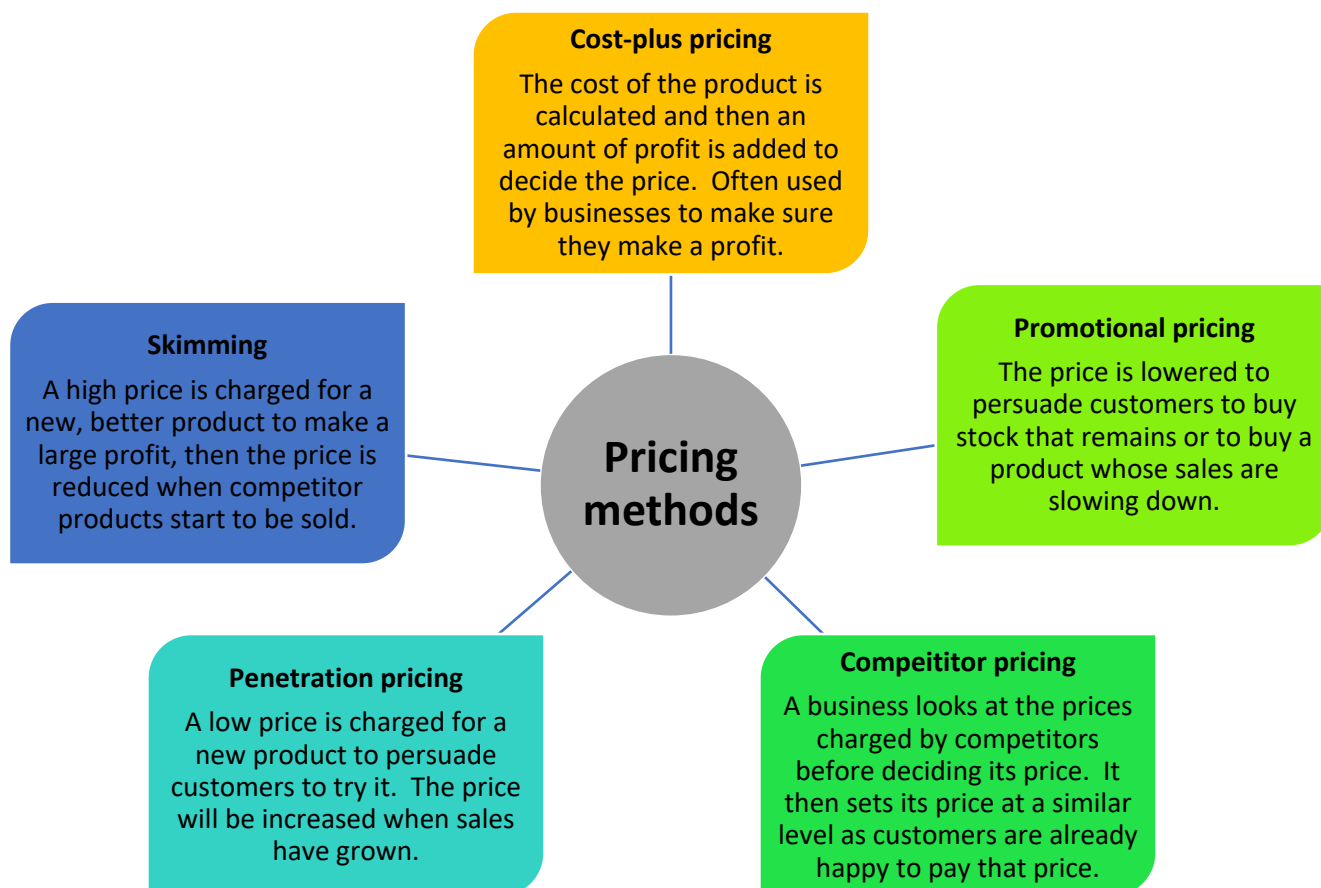 Cost-plus pricing
The cost of the product is
calculated and then an
amount of profit is added to
decide the price.  Often used
by businesses to make sure
they make a profit.
Skimming
A high price is charged for a
new, better product to make a
large profit, then the price is
reduced when competitor
products start to be sold.
Promotional pricing
The price is lowered to
persuade customers to buy
stock that remains or to buy a
product whose sales are
slowing down.
Pricing
methods
Penetration pricing
A low price is charged for a
new product to persuade
customers to try it.  The price
will be increased when sales
have grown.
Compeititor pricing
A business looks at the prices
charged by competitors
before deciding its price.  It
then sets its price at a similar
level as customers are already
happy to pay that price.